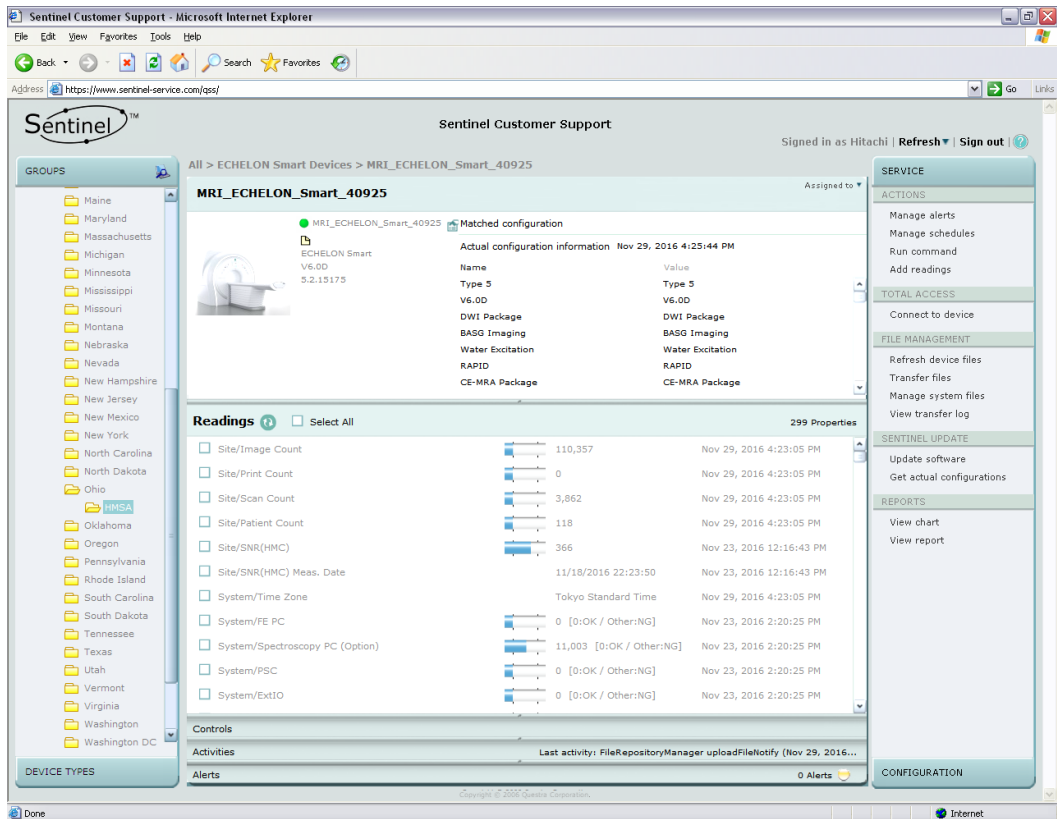 Sentinel Customer Support - Microsoft Internet Explorer
File Edit View Favorites Tools Help
Back Search Favorites
Address https://www.sentinel-service.com/qss/ Go Links
Sentinel™
Sentinel Customer Support
Signed in as Hitachi | Refresh | Sign out |
GROUPS
Maine
Maryland
Massachusetts
Michigan
Minnesota
Mississippi
Missouri
Montana
Nebraska
Nevada
New Hampshire
New Jersey
New Mexico
New York
North Carolina
North Dakota
Ohio
HMSA
Oklahoma
Oregon
Pennsylvania
Rhode Island
South Carolina
South Dakota
Tennessee
Texas
Utah
Vermont
Virginia
Washington
Washington DC
DEVICE TYPES
All > ECHELON Smart Devices > MRI_ECHELON_Smart_40925
MRI_ECHELON_Smart_40925 Assigned to
MRI_ECHELON_Smart_40925
ECHELON Smart
V6.0D
5.2.15175
Matched configuration
Actual configuration information Nov 29, 2016 4:25:44 PM
Name Value
Type 5 Type 5
V6.0D V6.0D
DWI Package DWI Package
BASG Imaging BASG Imaging
Water Excitation Water Excitation
RAPID RAPID
CE-MRA Package CE-MRA Package
Readings Select All 299 Properties
Site/Image Count 110,357 Nov 29, 2016 4:23:05 PM
Site/Print Count 0 Nov 29, 2016 4:23:05 PM
Site/Scan Count 3,862 Nov 29, 2016 4:23:05 PM
Site/Patient Count 118 Nov 29, 2016 4:23:05 PM
Site/SNR(HMC) 366 Nov 23, 2016 12:16:43 PM
Site/SNR(HMC) Meas. Date 11/18/2016 22:23:50 Nov 23, 2016 12:16:43 PM
System/Time Zone Tokyo Standard Time Nov 29, 2016 4:23:05 PM
System/FE PC 0 [0:OK / Other:NG] Nov 23, 2016 2:20:25 PM
System/Spectroscopy PC (Option) 11,003 [0:OK / Other:NG] Nov 23, 2016 2:20:25 PM
System/PSC 0 [0:OK / Other:NG] Nov 23, 2016 2:20:25 PM
System/ExtIO 0 [0:OK / Other:NG] Nov 23, 2016 2:20:25 PM
Controls
Activities Last activity: FileRepositoryManager uploadFileNotify (Nov 29, 2016...
Alerts 0 Alerts
Copyright © 2006 Questra Corporation.
SERVICE
ACTIONS
Manage alerts
Manage schedules
Run command
Add readings
TOTAL ACCESS
Connect to device
FILE MANAGEMENT
Refresh device files
Transfer files
Manage system files
View transfer log
SENTINEL UPDATE
Update software
Get actual configurations
REPORTS
View chart
View report
CONFIGURATION
Done Internet